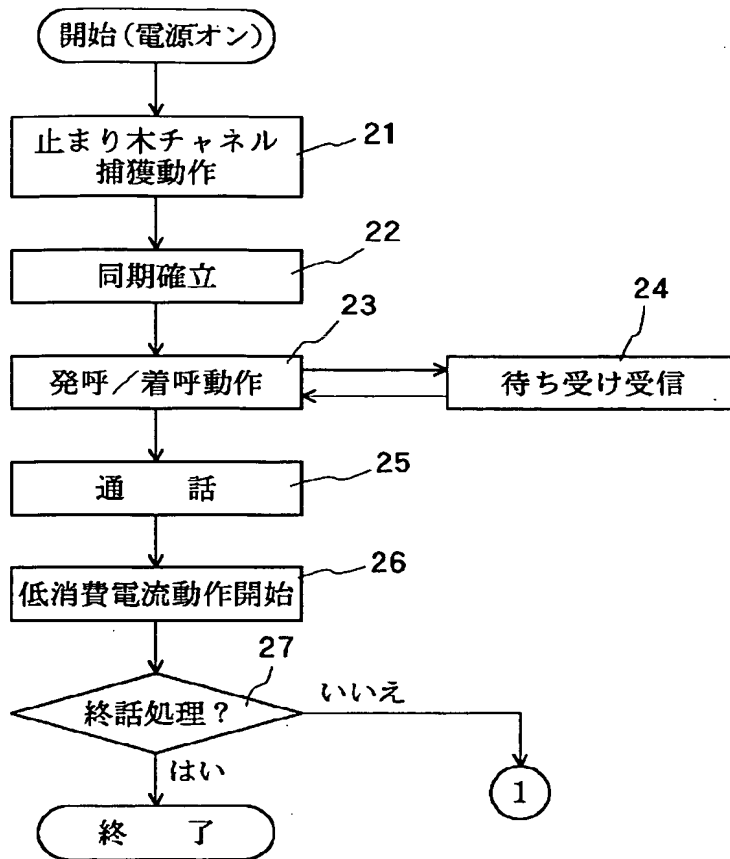 開始(電源オン)
止まり木チャネル
捕獲動作
21
同期確立
22
発呼/着呼動作
23
待ち受け受信
24
通 話
25
低消費電流動作開始
26
終話処理?
27
いいえ
はい
1
終 了